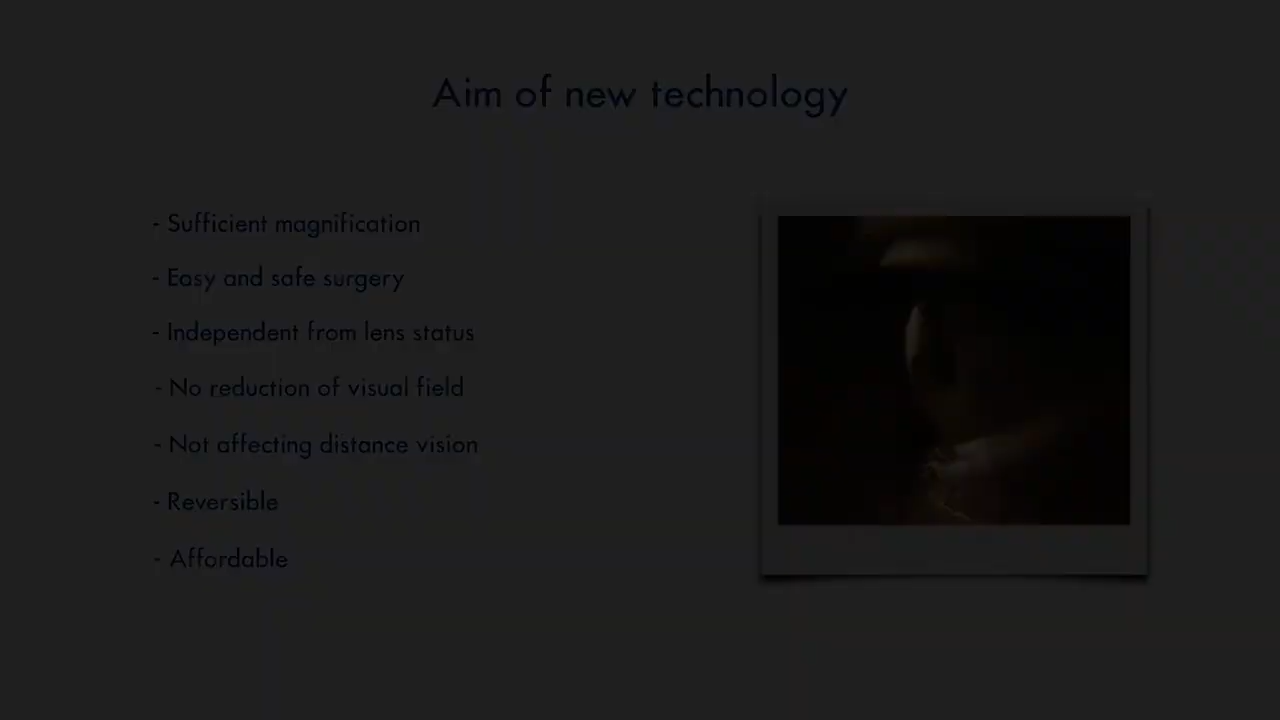 Aim of new technology
- Sufficient magnification
- Easy and safe surgery
- Independent from lens status
- No reduction of visual field
- Not affecting distance vision
- Reversible
- Affordable